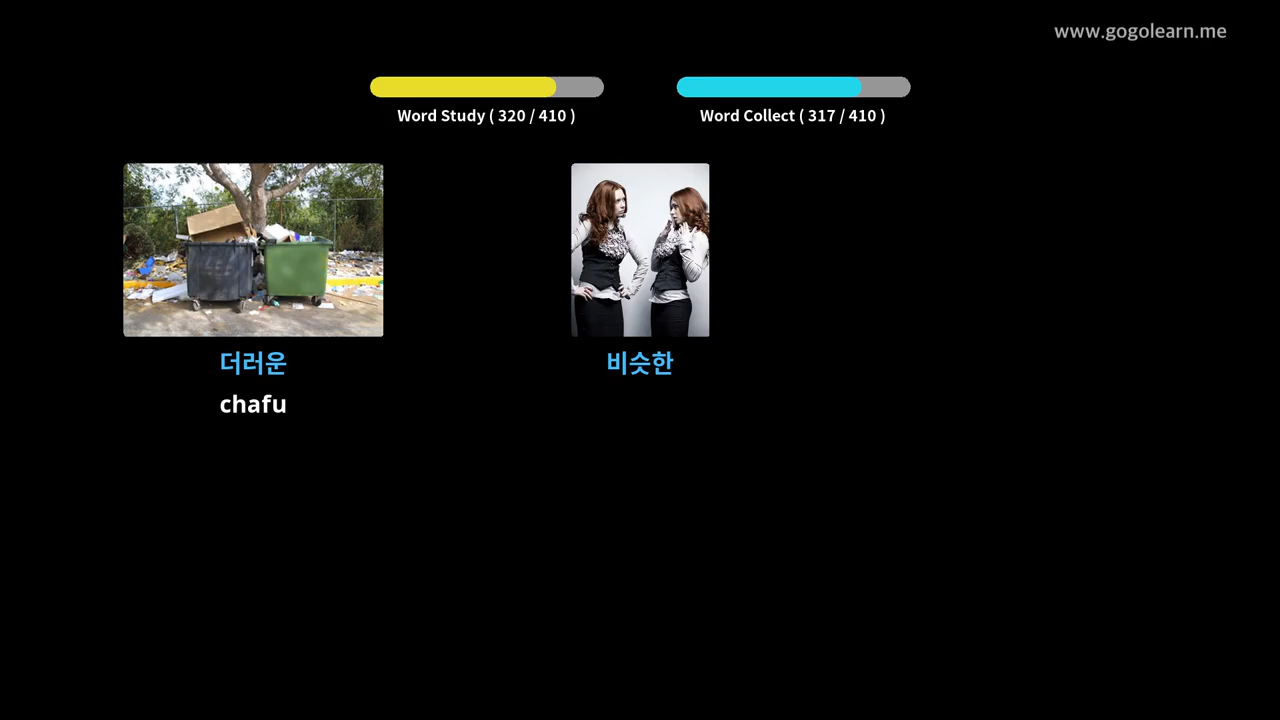 www.gogolearn.me
Word Study ( 320 / 410 )
Word Collect ( 317 / 410 )
더러운
비슷한
chafu